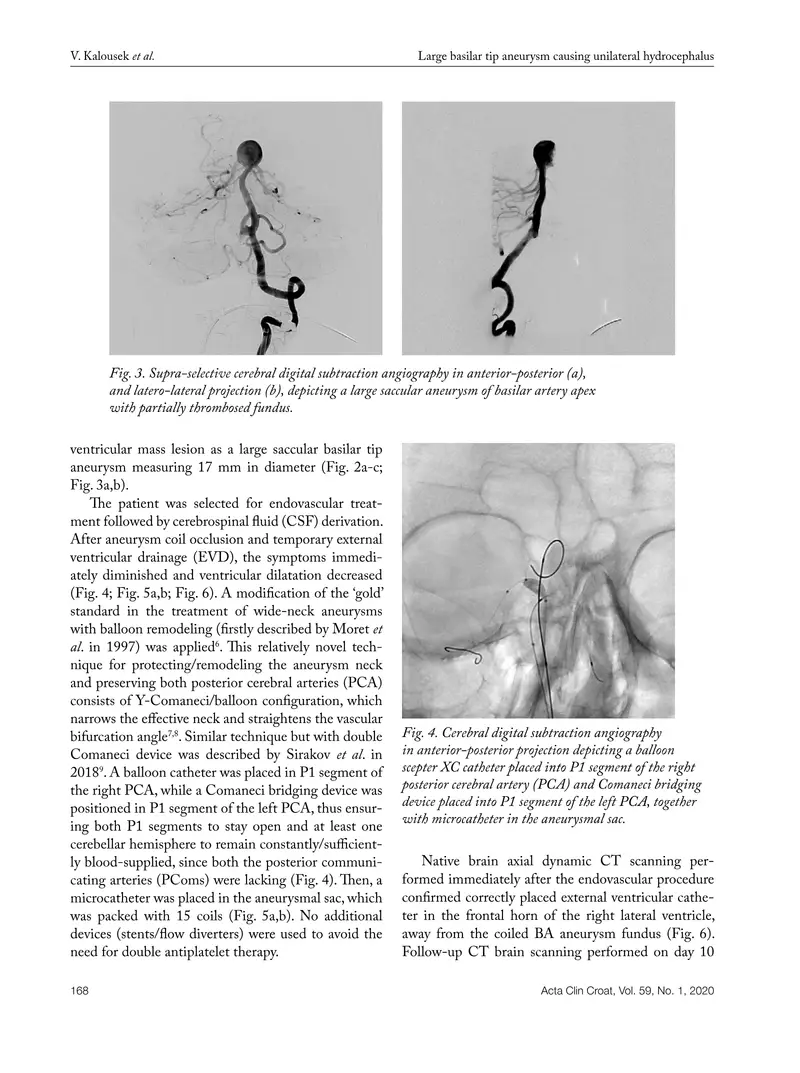 V. Kalousek et al.
Large basilar tip aneurysm causing unilateral hydrocephalus
Fig. 3. Supra-selective cerebral digital subtraction angiography in anterior-posterior (a),
and latero-lateral projection (b), depicting a large saccular aneurysm of basilar artery apex
with partially thrombosed fundus.
ventricular mass lesion as a large saccular basilar tip
aneurysm measuring 17 mm in diameter (Fig. 2a-c;
Fig. 3a,b).
The patient was selected for endovascular treat-
ment followed by cerebrospinal fluid (CSF) derivation.
After aneurysm coil occlusion and temporary external
ventricular drainage (EVD), the symptoms immedi-
ately diminished and ventricular dilatation decreased
(Fig. 4; Fig. 5a,b; Fig. 6). A modification of the ‘gold’
standard in the treatment of wide-neck aneurysms
with balloon remodeling (firstly described by Moret et
al. in 1997) was applied⁶. This relatively novel tech-
nique for protecting/remodeling the aneurysm neck
and preserving both posterior cerebral arteries (PCA)
consists of Y-Comaneci/balloon configuration, which
narrows the effective neck and straightens the vascular
bifurcation angle⁷,⁸. Similar technique but with double
Comaneci device was described by Sirakov et al. in
2018⁹. A balloon catheter was placed in P1 segment of
the right PCA, while a Comaneci bridging device was
positioned in P1 segment of the left PCA, thus ensur-
ing both P1 segments to stay open and at least one
cerebellar hemisphere to remain constantly/sufficient-
ly blood-supplied, since both the posterior communi-
cating arteries (PComs) were lacking (Fig. 4). Then, a
microcatheter was placed in the aneurysmal sac, which
was packed with 15 coils (Fig. 5a,b). No additional
devices (stents/flow diverters) were used to avoid the
need for double antiplatelet therapy.
Fig. 4. Cerebral digital subtraction angiography
in anterior-posterior projection depicting a balloon
scepter XC catheter placed into P1 segment of the right
posterior cerebral artery (PCA) and Comaneci bridging
device placed into P1 segment of the left PCA, together
with microcatheter in the aneurysmal sac.
Native brain axial dynamic CT scanning per-
formed immediately after the endovascular procedure
confirmed correctly placed external ventricular cathe-
ter in the frontal horn of the right lateral ventricle,
away from the coiled BA aneurysm fundus (Fig. 6).
Follow-up CT brain scanning performed on day 10
168
Acta Clin Croat, Vol. 59, No. 1, 2020